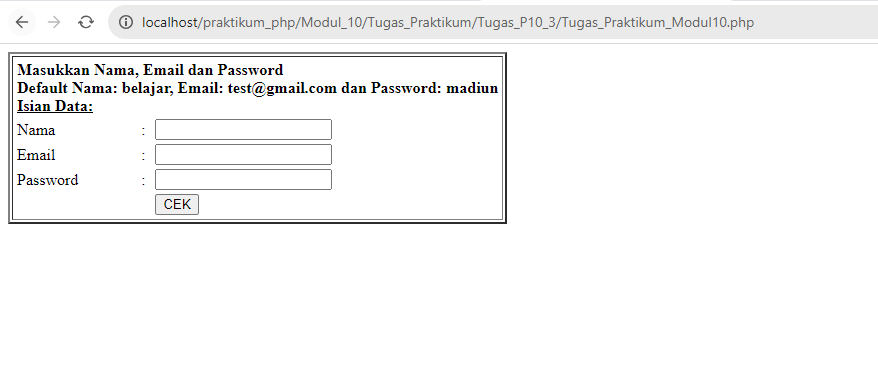 localhost/praktikum_php/Modul_10/Tugas_Praktikum/Tugas_P10_3/Tugas_Praktikum_Modul10.php
Masukkan Nama, Email dan Password
Default Nama: belajar, Email: test@gmail.com dan Password: madiun
Isian Data:
Nama :
Email :
Password :
CEK